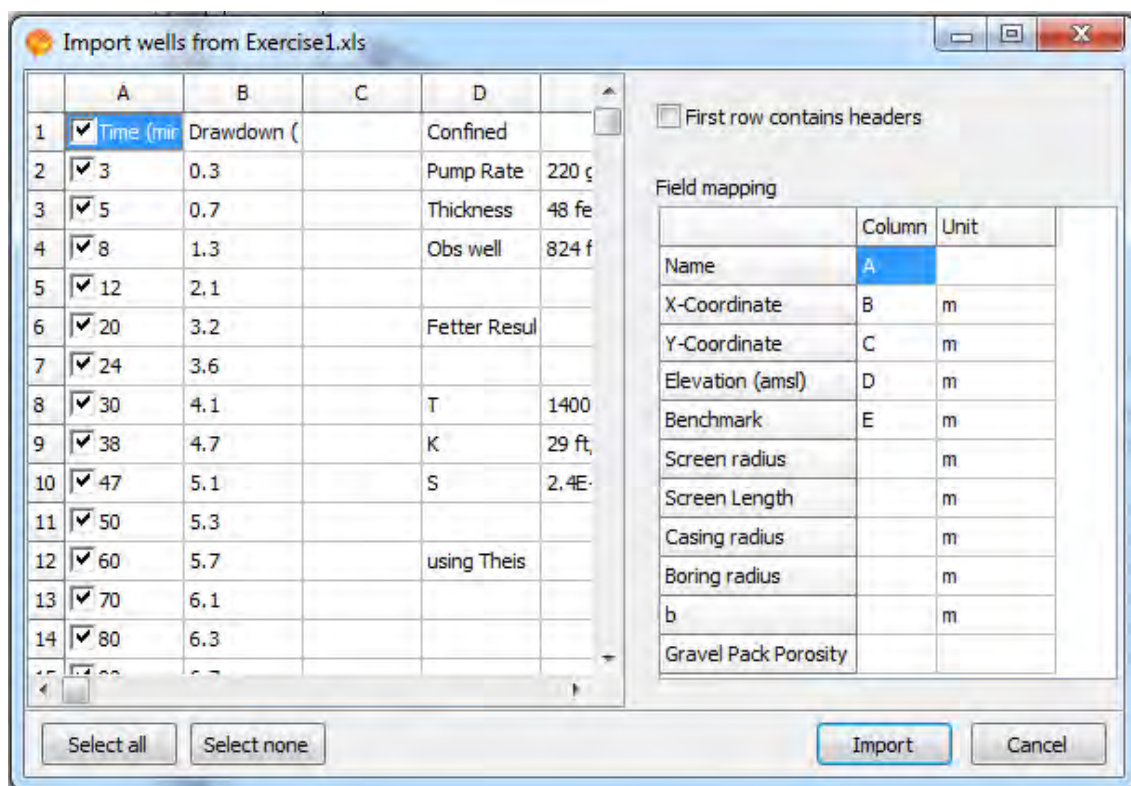 Import wells from Exercise1.xls
A B C D
1 Time (mir Drawdown ( Confined
2 3 0.3 Pump Rate 220 g
3 5 0.7 Thickness 48 fe
4 8 1.3 Obs well 824 f
5 12 2.1
6 20 3.2 Fetter Resul
7 24 3.6
8 30 4.1 T 1400
9 38 4.7 K 29 ft,
10 47 5.1 S 2.4E-
11 50 5.3
12 60 5.7 using Theis
13 70 6.1
14 80 6.3
First row contains headers
Field mapping
Column Unit
Name A
X-Coordinate B m
Y-Coordinate C m
Elevation (amsl) D m
Benchmark E m
Screen radius m
Screen Length m
Casing radius m
Boring radius m
b m
Gravel Pack Porosity
Select all Select none Import Cancel